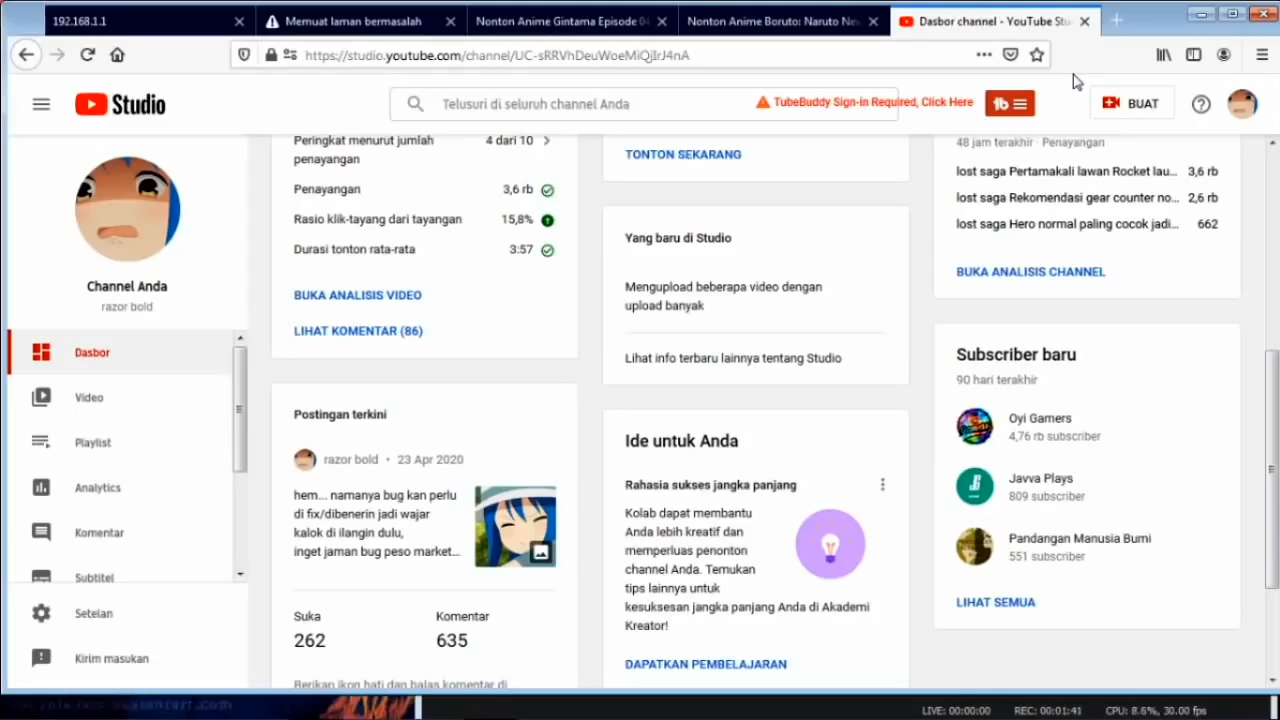 192.168.1.1
Memuat laman bermasalah
Nonton Anime Gintama Episode 04
Nonton Anime Boruto: Naruto Ne
Dasbor channel - YouTube Stu
https://studio.youtube.com/channel/UC-sRRVhDeuWoeMiQjIrJ4nA
Studio
Telusuri di seluruh channel Anda
TubeBuddy Sign-in Required, Click Here
tb
BUAT
Channel Anda
razor bold
Dasbor
Video
Playlist
Analytics
Komentar
Subtitel
Setelan
Kirim masukan
Peringkat menurut jumlah
penayangan
4 dari 10
Penayangan
3,6 rb
Rasio klik-tayang dari tayangan
15,8%
Durasi tonton rata-rata
3:57
BUKA ANALISIS VIDEO
LIHAT KOMENTAR (86)
Postingan terkini
razor bold • 23 Apr 2020
hem... namanya bug kan perlu
di fix/dibenerin jadi wajar
kalok di ilangin dulu,
inget jaman bug peso market...
Suka
262
Komentar
635
Berikan ikon hati dan balas komentar di
TONTON SEKARANG
Yang baru di Studio
Mengupload beberapa video dengan
upload banyak
Lihat info terbaru lainnya tentang Studio
Ide untuk Anda
Rahasia sukses jangka panjang
Kolab dapat membantu
Anda lebih kreatif dan
memperluas penonton
channel Anda. Temukan
tips lainnya untuk
kesuksesan jangka panjang Anda di Akademi
Kreator!
DAPATKAN PEMBELAJARAN
48 jam terakhir · Penayangan
lost saga Pertamakali lawan Rocket lau... 3,6 rb
lost saga Rekomendasi gear counter no... 2,6 rb
lost saga Hero normal paling cocok jadi... 662
BUKA ANALISIS CHANNEL
Subscriber baru
90 hari terakhir
Oyi Gamers
4,76 rb subscriber
Javva Plays
809 subscriber
Pandangan Manusia Bumi
551 subscriber
LIHAT SEMUA
LIVE: 00:00:00
REC: 00:01:41
CPU: 8.6%, 30.00 fps